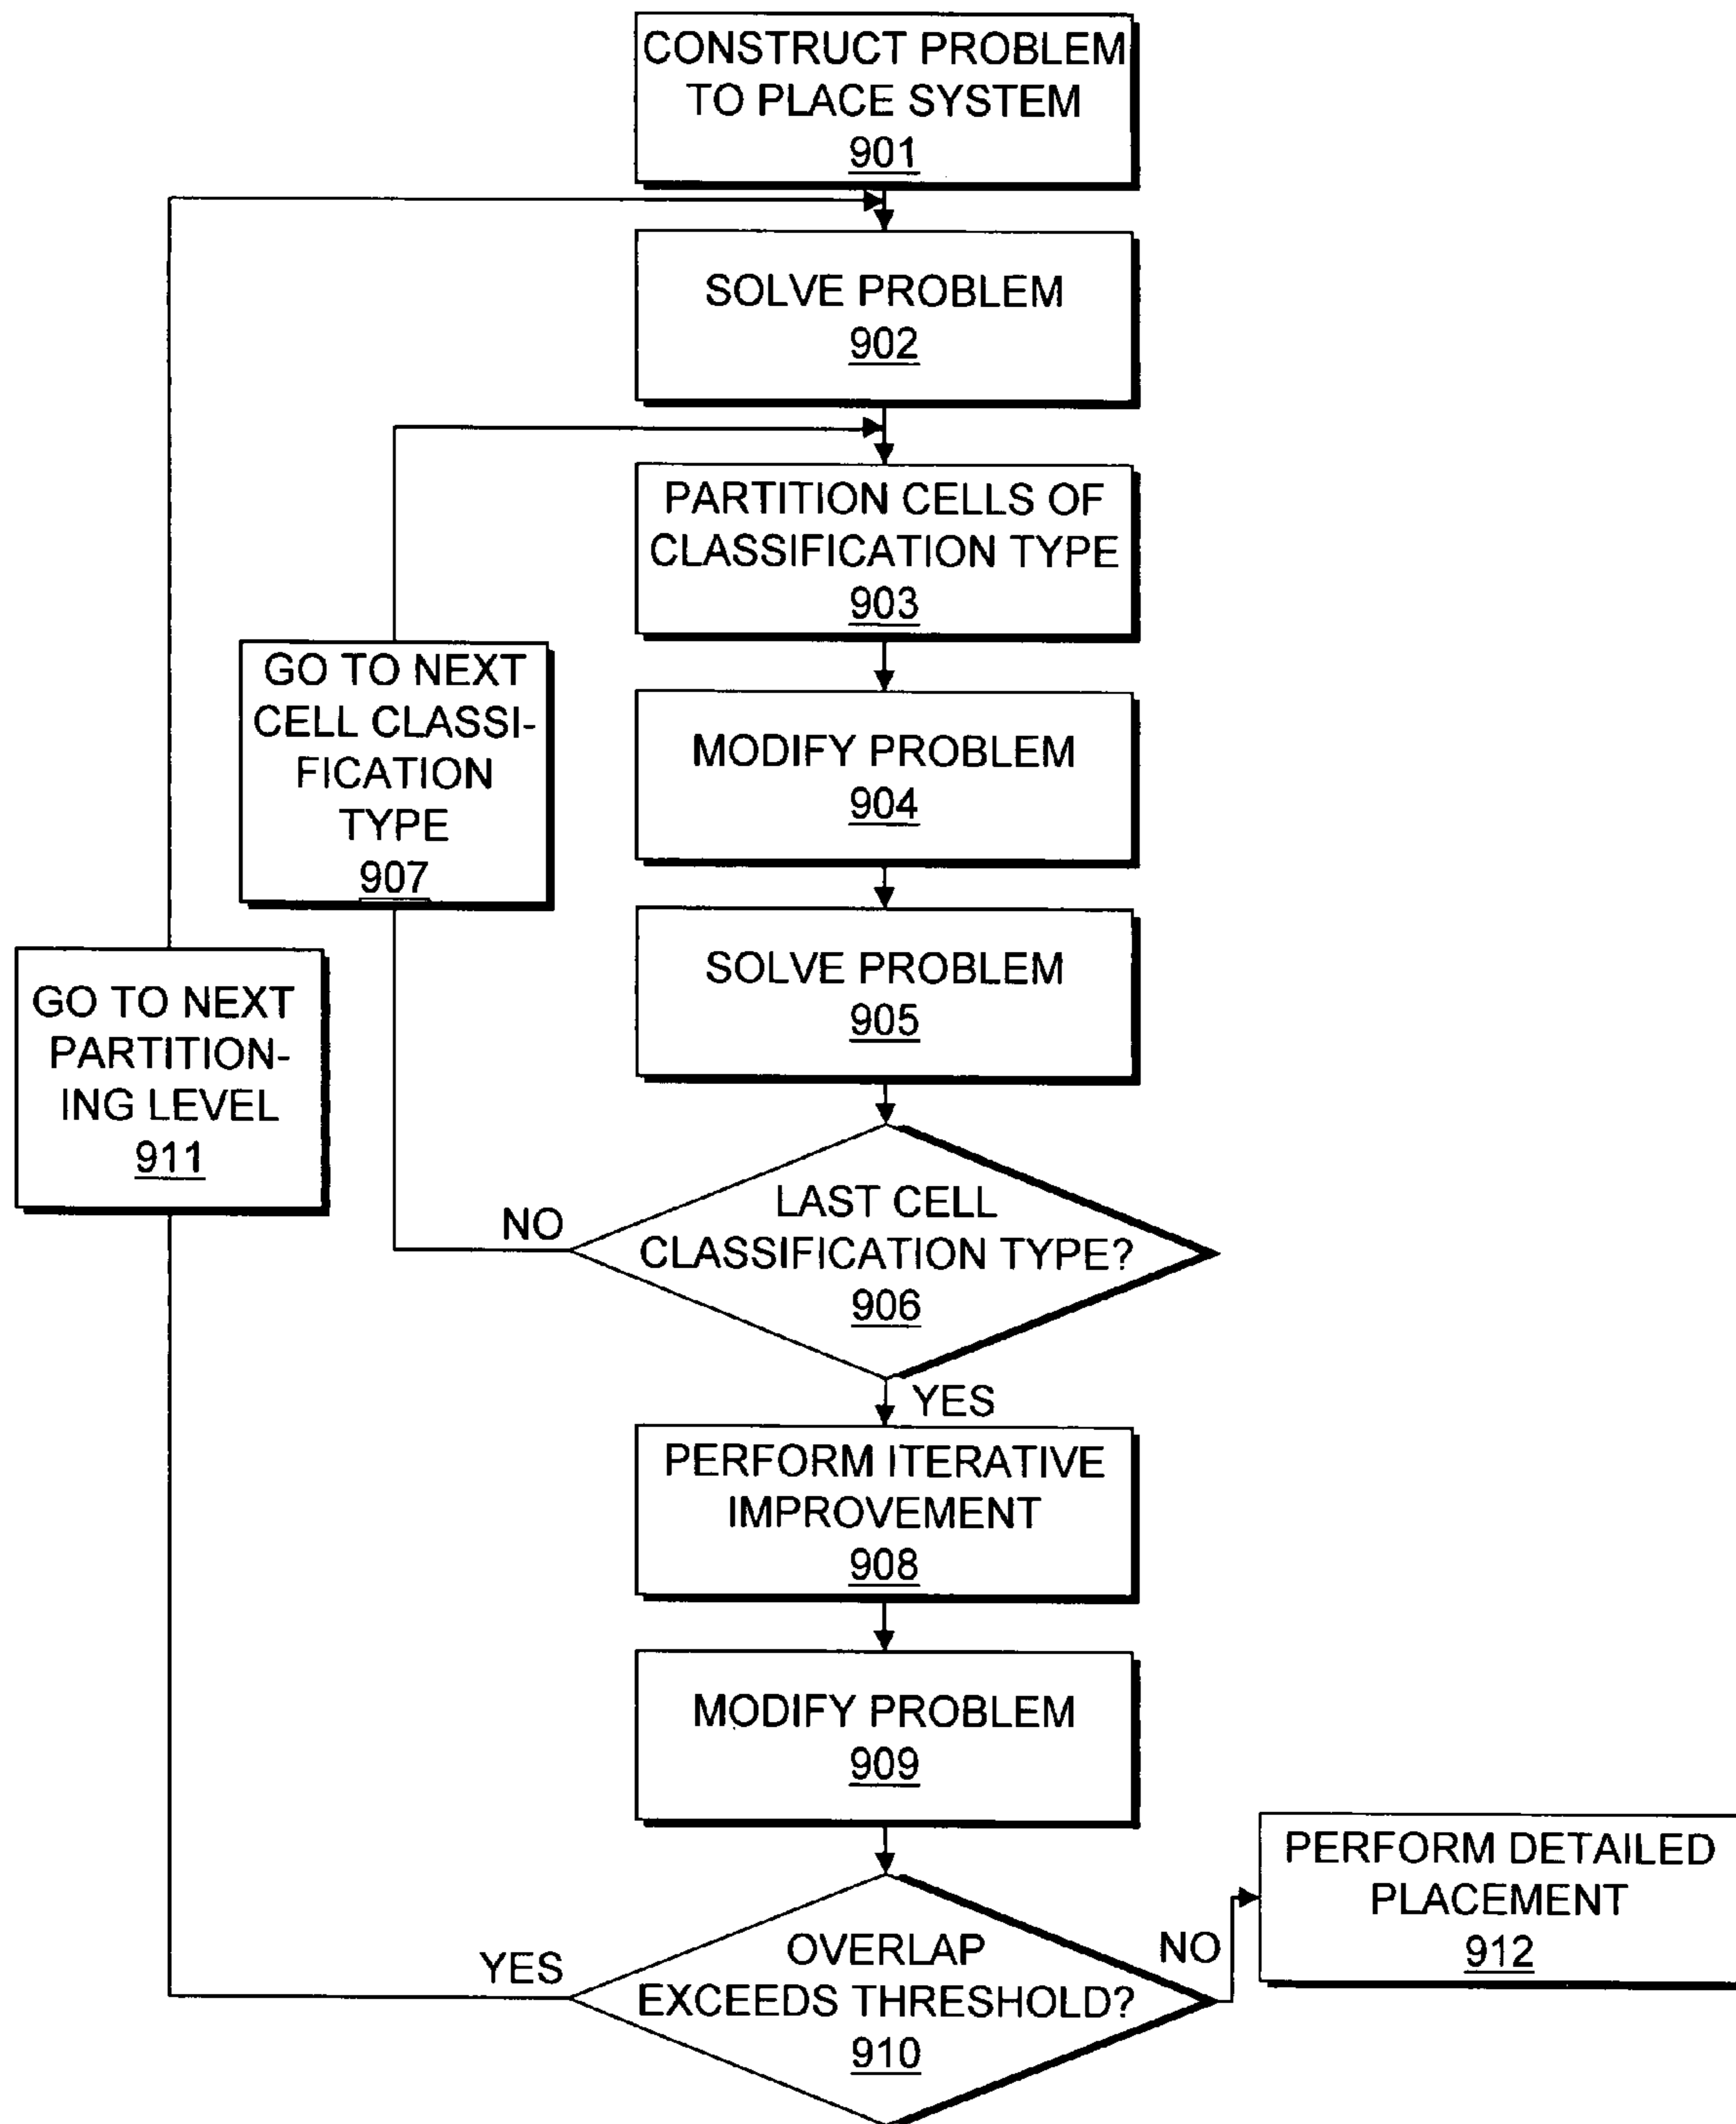 CONSTRUCT PROBLEM
TO PLACE SYSTEM
901
SOLVE PROBLEM
902
PARTITION CELLS OF
CLASSIFICATION TYPE
903
GO TO NEXT
CELL CLASSI-
FICATION
TYPE
907
MODIFY PROBLEM
904
SOLVE PROBLEM
905
GO TO NEXT
PARTITION-
ING LEVEL
911
LAST CELL
CLASSIFICATION TYPE?
906
NO
YES
PERFORM ITERATIVE
IMPROVEMENT
908
MODIFY PROBLEM
909
OVERLAP
EXCEEDS THRESHOLD?
910
YES
NO
PERFORM DETAILED
PLACEMENT
912